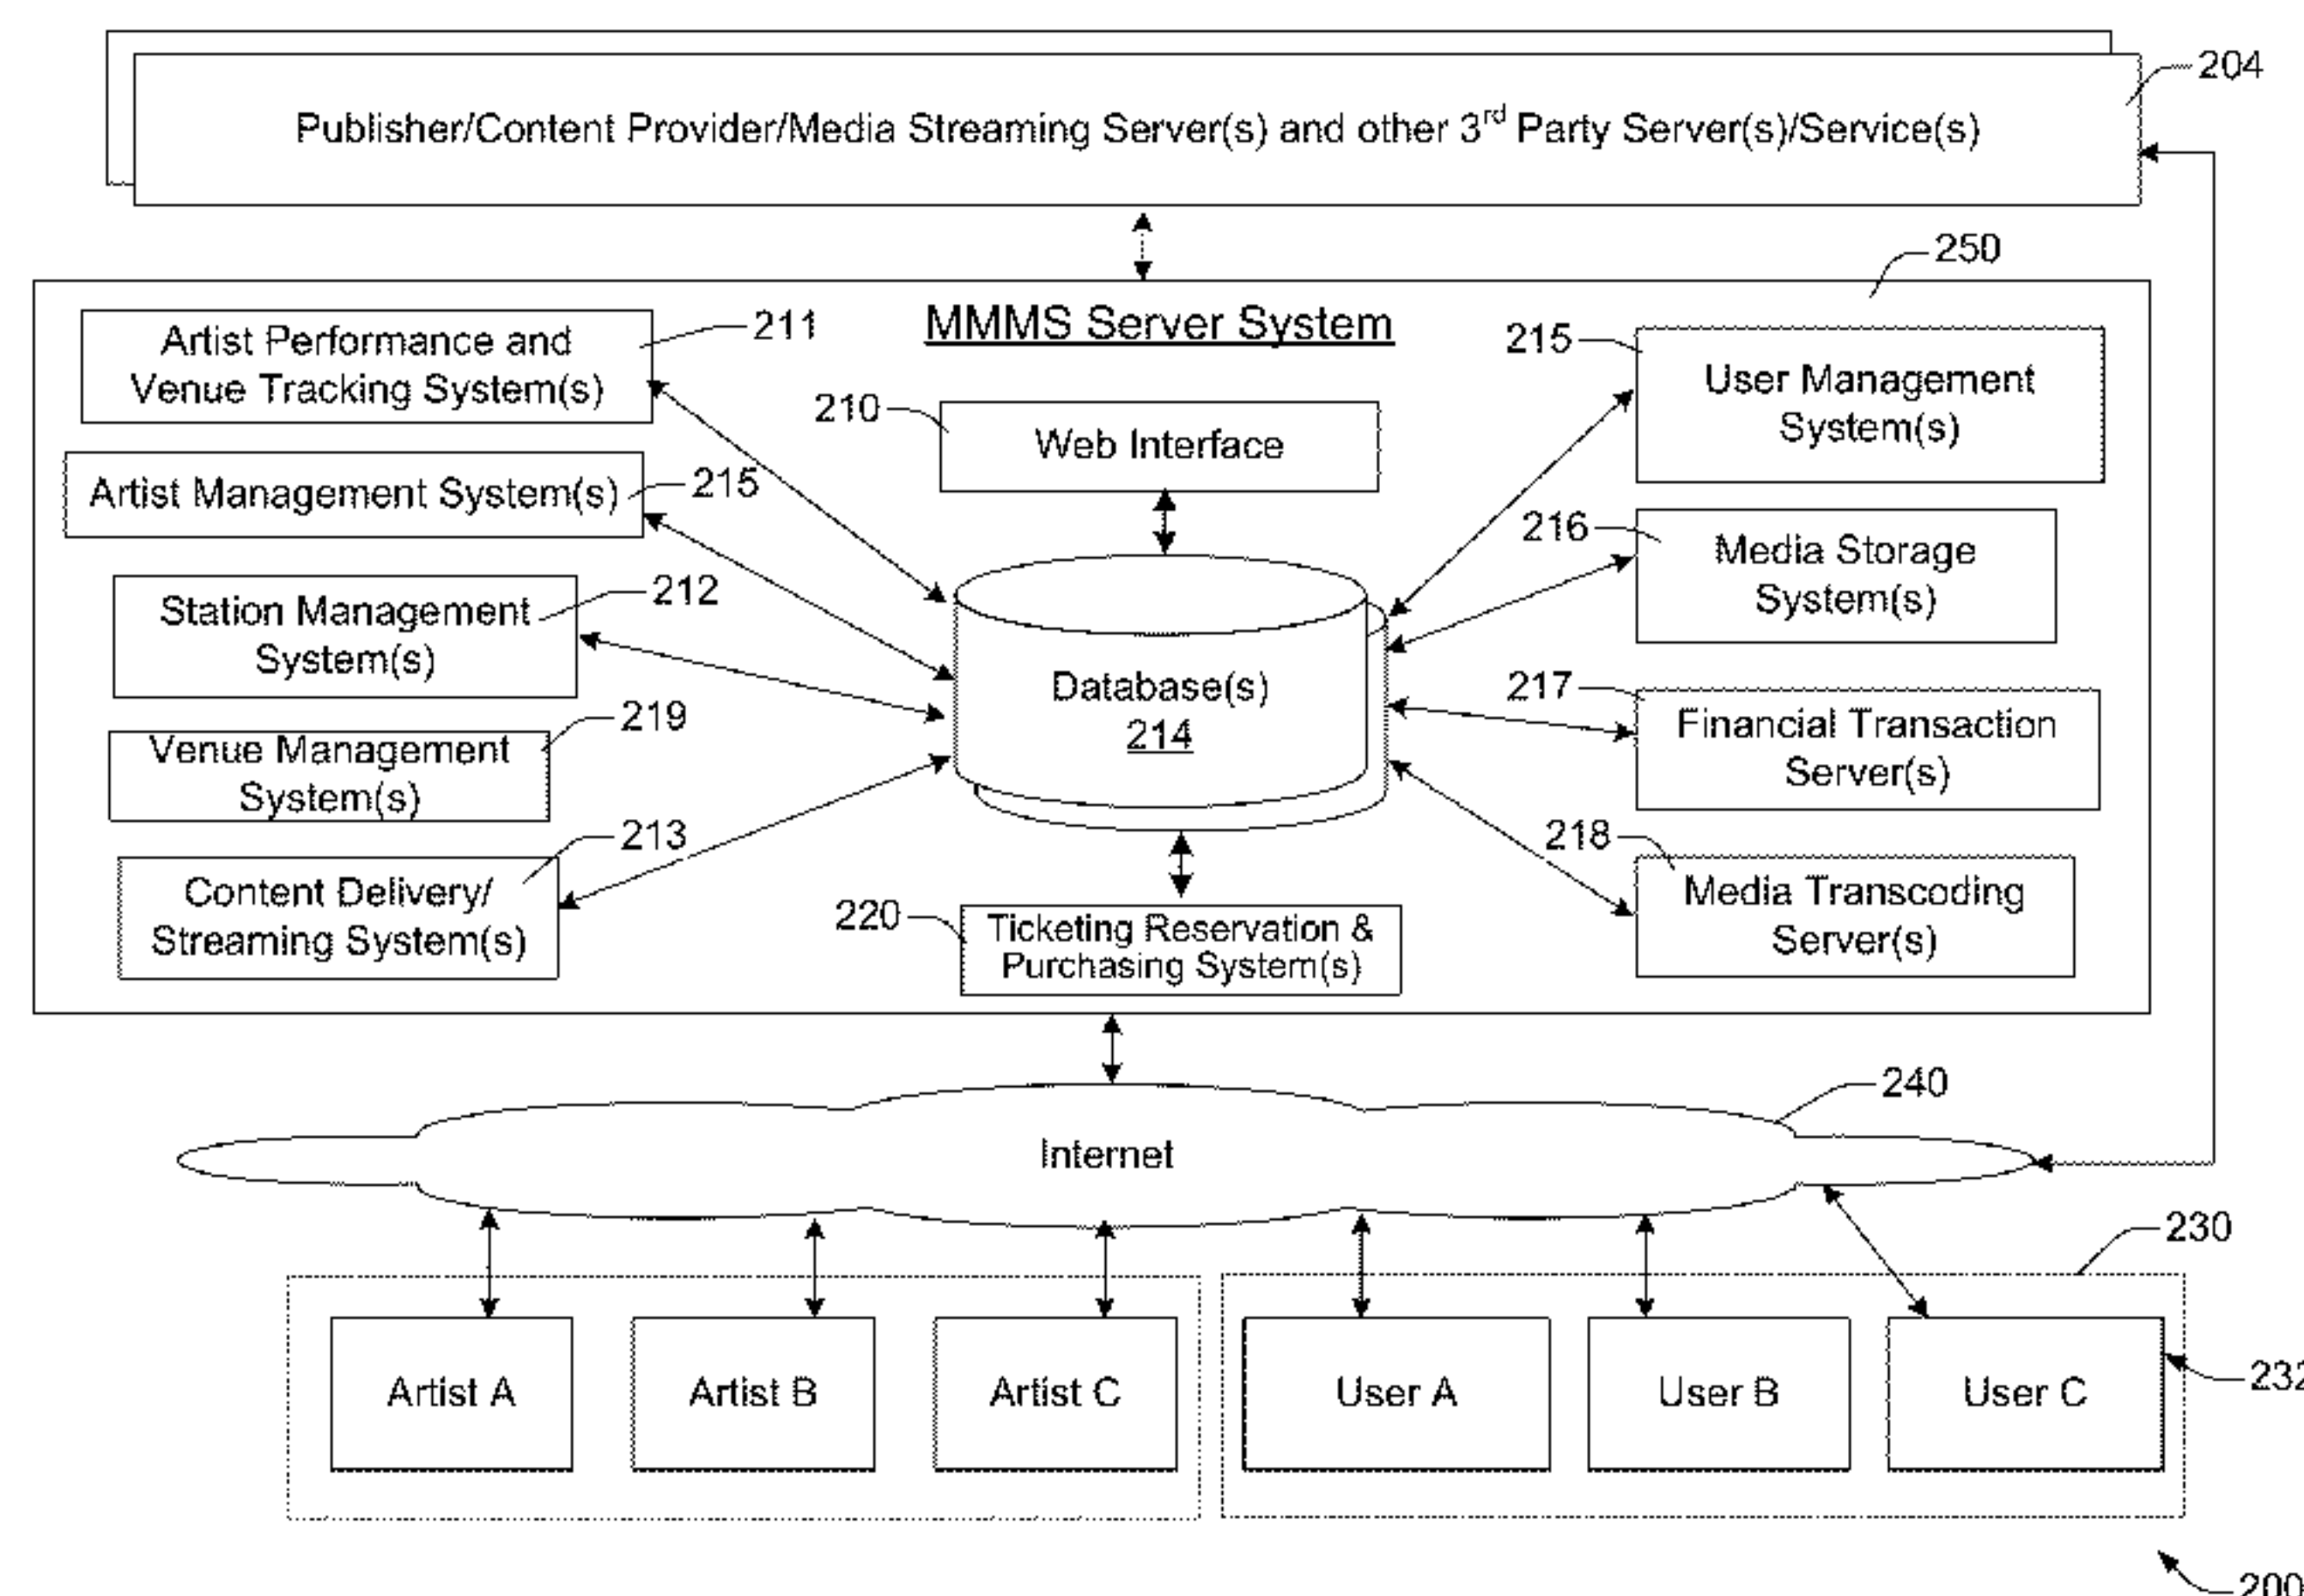 204
Publisher/Content Provider/Media Streaming Server(s) and other 3rd Party Server(s)/Service(s)
250
MMMS Server System
Artist Performance and
Venue Tracking System(s)
211
Artist Management System(s)
215
Station Management
System(s)
212
Venue Management
System(s)
219
Content Delivery/
Streaming System(s)
213
210
Web Interface
Database(s)
214
220
Ticketing Reservation &
Purchasing System(s)
215
User Management
System(s)
216
Media Storage
System(s)
217
Financial Transaction
Server(s)
218
Media Transcoding
Server(s)
240
Internet
230
Artist A
Artist B
Artist C
User A
User B
User C
232
200